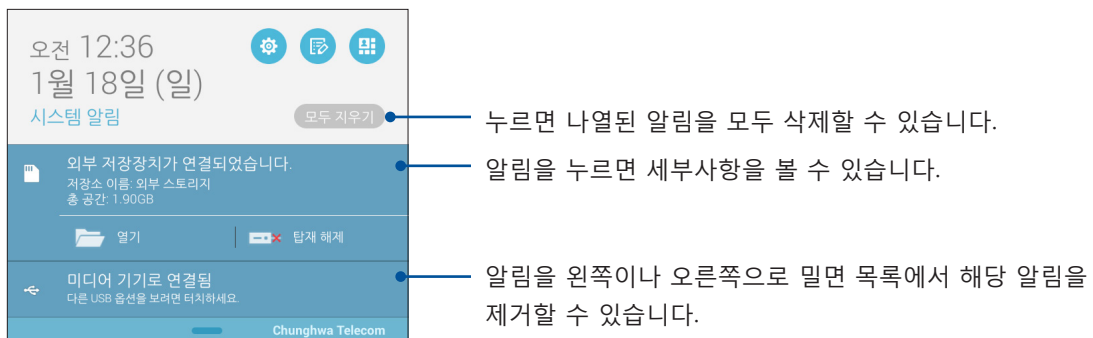 오전 12:36
1월 18일 (일)
시스템 알림
모두 지우기
누르면 나열된 알림을 모두 삭제할 수 있습니다.
외부 저장장치가 연결되었습니다.
저장소 이름: 외부 스토리지
총 공간: 1.90GB
알림을 누르면 세부사항을 볼 수 있습니다.
열기
탑재 해제
미디어 기기로 연결됨
다른 USB 옵션을 보려면 터치하세요.
알림을 왼쪽이나 오른쪽으로 밀면 목록에서 해당 알림을
제거할 수 있습니다.
Chunghwa Telecom